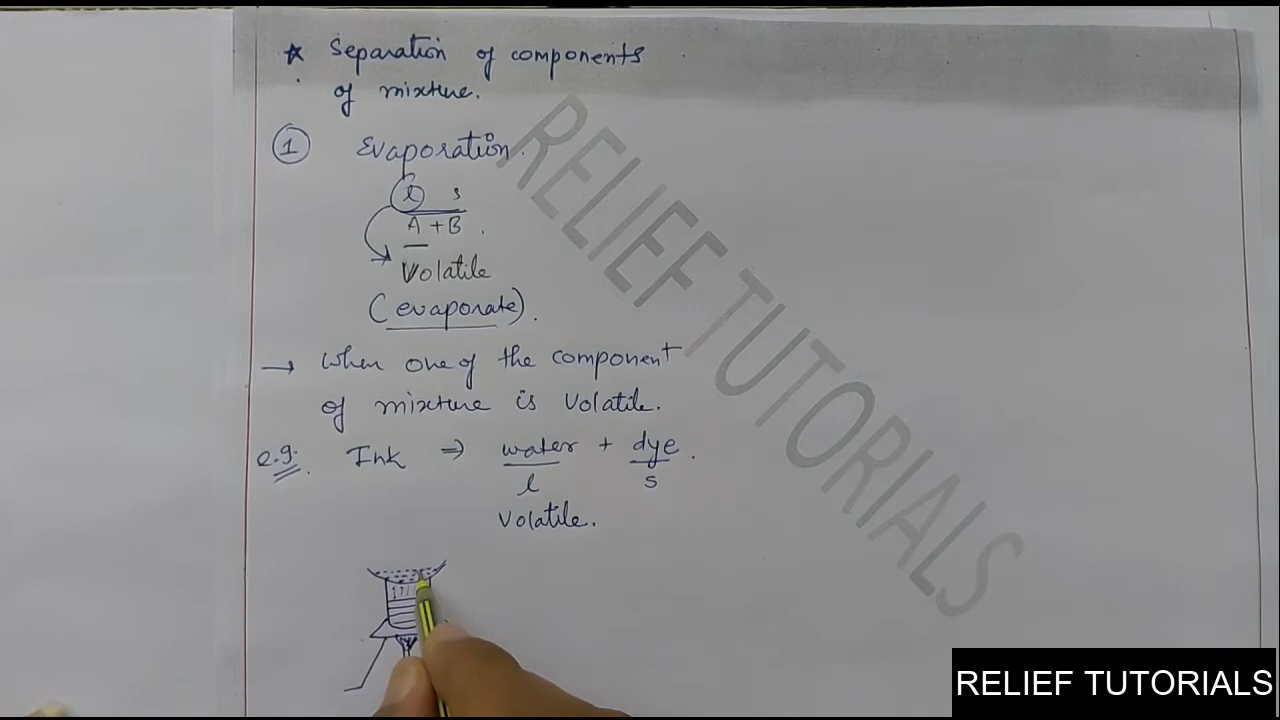 * Separation of components
of mixture.
1 Evaporation.
l s
A + B .
Volatile
(evaporate).
→ When one of the component
of mixture is Volatile.
e.g. Ink ⇒ water + dye.
l s
Volatile.
RELIEF TUTORIALS
RELIEF TUTORIALS